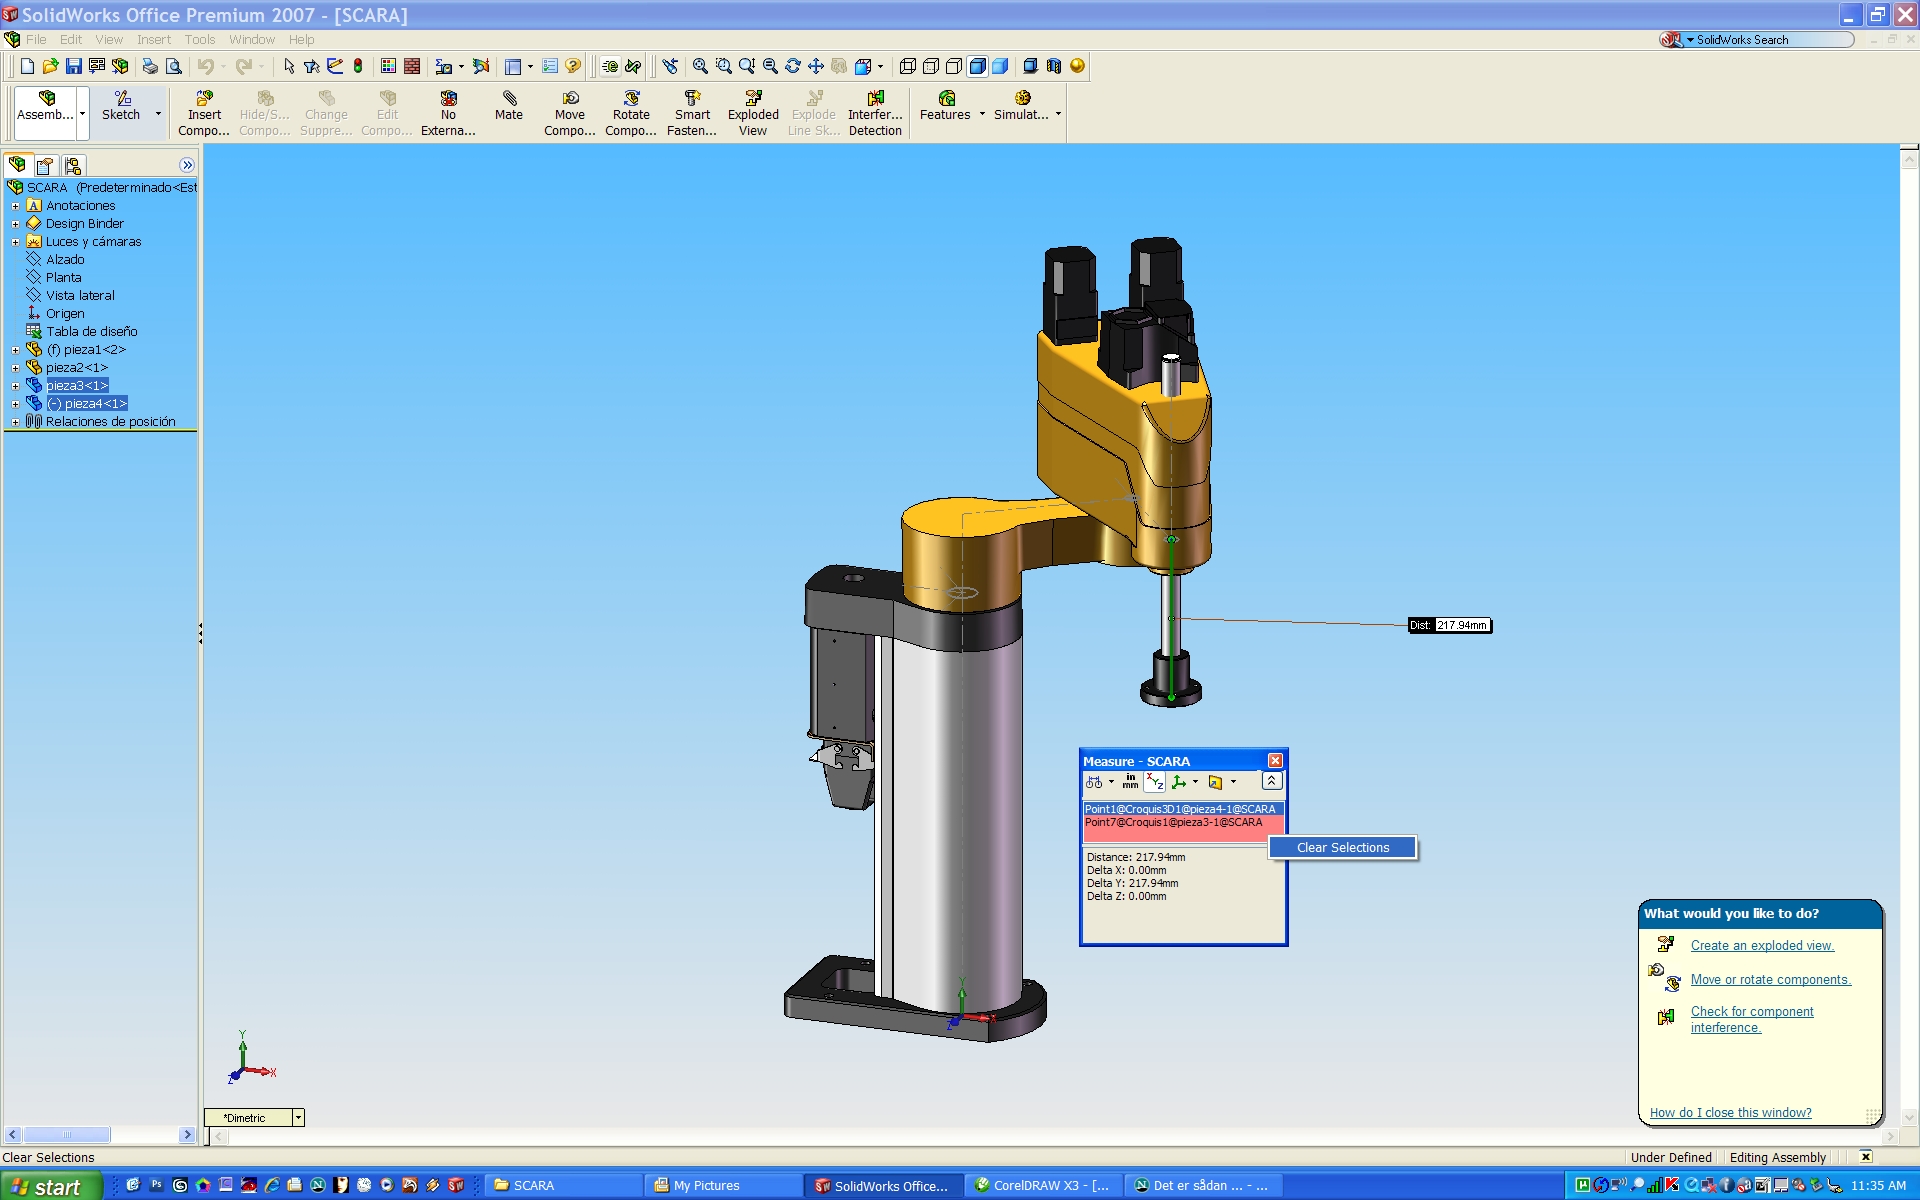 SolidWorks Office Premium 2007 - [SCARA]
File Edit View Insert Tools Window Help
SolidWorks Search
Assemb... Sketch
Insert Compo...
Hide/S... Compo...
Change Suppre...
Edit Compo...
No Externa...
Mate
Move Compo...
Rotate Compo...
Smart Fasten...
Exploded View
Explode Line Sk...
Interfer... Detection
Features
Simulat...
SCARA (Predeterminado<Est
Anotaciones
Design Binder
Luces y cámaras
Alzado
Planta
Vista lateral
Origen
Tabla de diseño
(f) pieza1<2>
pieza2<1>
pieza3<1>
(-) pieza4<1>
Relaciones de posición
Dist: 217.94mm
Measure - SCARA
in
mm
Point1@Croquis3D1@pieza4-1@SCARA
Point7@Croquis1@pieza3-1@SCARA
Clear Selections
Distance: 217.94mm
Delta X: 0.00mm
Delta Y: 217.94mm
Delta Z: 0.00mm
What would you like to do?
Create an exploded view.
Move or rotate components.
Check for component
interference.
How do I close this window?
Y
X
Z
Y
X
Z
*Dimetric
Clear Selections
Under Defined Editing Assembly
start SCARA My Pictures SolidWorks Office... CorelDRAW X3 - [... Det er sådan ... - ... 11:35 AM